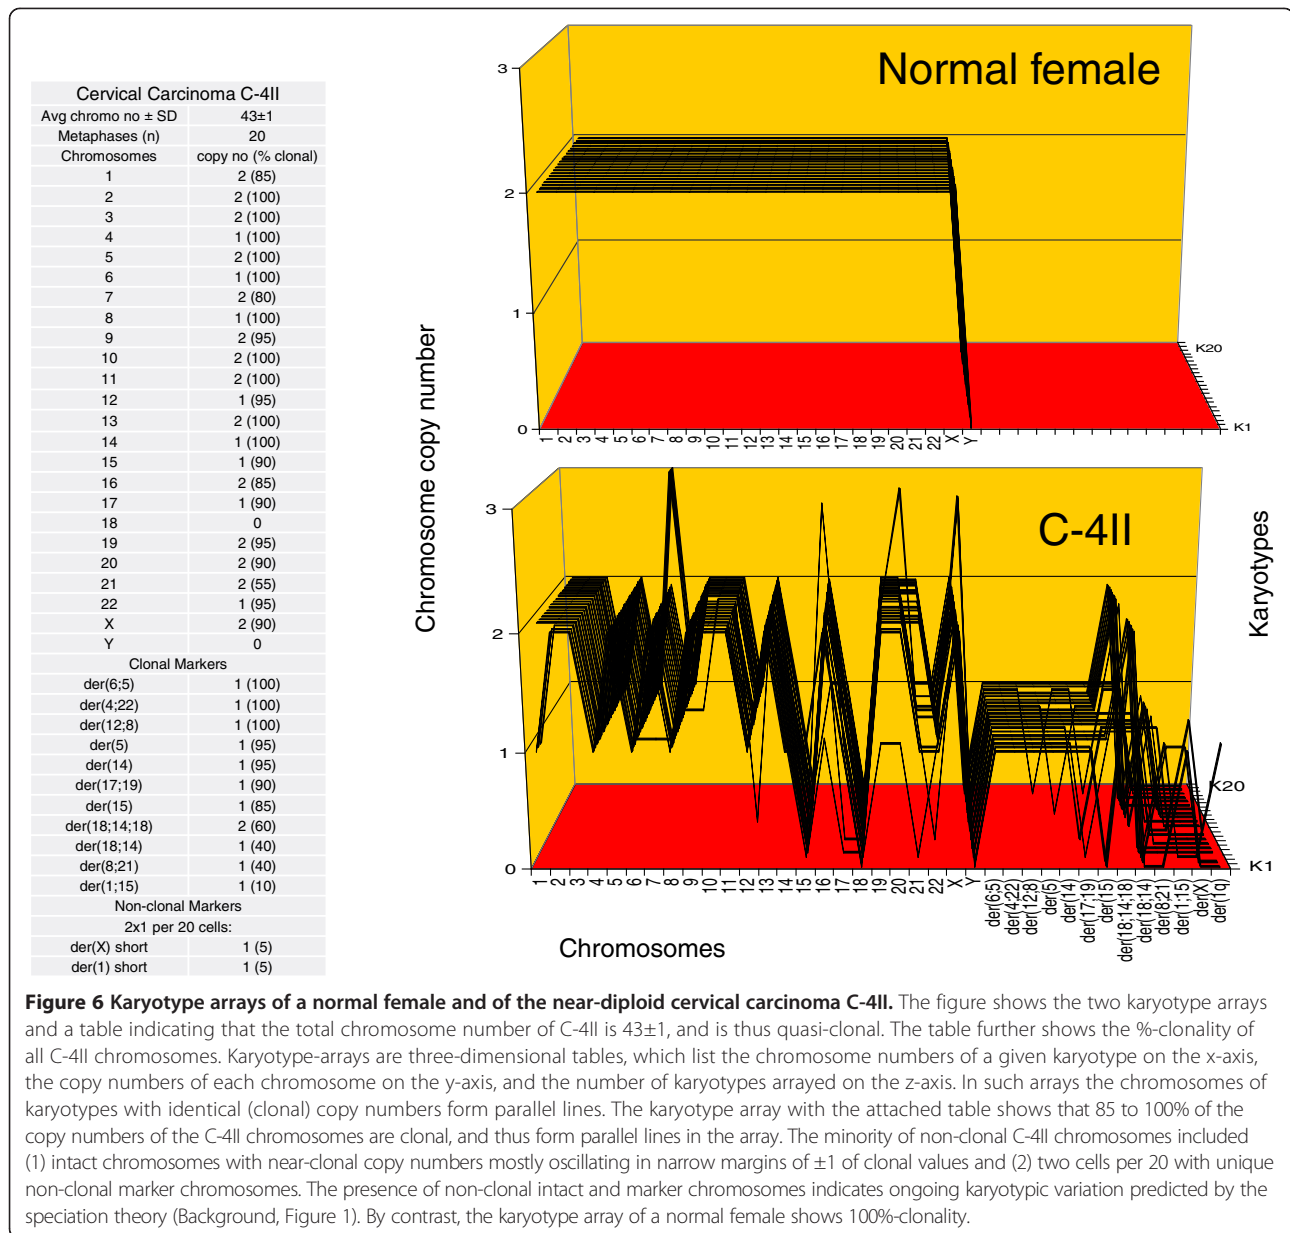 Cervical Carcinoma C-4II
Avg chromo no ± SD 43±1
Metaphases (n) 20
Chromosomes copy no (% clonal)
1 2 (85)
2 2 (100)
3 2 (100)
4 1 (100)
5 2 (100)
6 1 (100)
7 2 (80)
8 1 (100)
9 2 (95)
10 2 (100)
11 2 (100)
12 1 (95)
13 2 (100)
14 1 (100)
15 1 (90)
16 2 (85)
17 1 (90)
18 0
19 2 (95)
20 2 (90)
21 2 (55)
22 1 (95)
X 2 (90)
Y 0
Clonal Markers
der(6;5) 1 (100)
der(4;22) 1 (100)
der(12;8) 1 (100)
der(5) 1 (95)
der(14) 1 (95)
der(17;19) 1 (90)
der(15) 1 (85)
der(18;14;18) 2 (60)
der(18;14) 1 (40)
der(8;21) 1 (40)
der(1;15) 1 (10)
Non-clonal Markers
2x1 per 20 cells:
der(X) short 1 (5)
der(1) short 1 (5)
Chromosome copy number
Normal female
3
2
1
0
K20
K1
1 2 3 4 5 6 7 8 9 10 11 12 13 14 15 16 17 18 19 20 21 22 X Y
C-4II
3
2
1
0
K20
K1
Karyotypes
1 2 3 4 5 6 7 8 9 10 11 12 13 14 15 16 17 18 19 20 21 22 X Y der(6;5) der(4;22) der(12;8) der(5) der(14) der(17;19) der(15) der(18;14;18) der(18;14) der(8;21) der(1;15) der(X) der(1q)
Chromosomes
Figure 6 Karyotype arrays of a normal female and of the near-diploid cervical carcinoma C-4II. The figure shows the two karyotype arrays
and a table indicating that the total chromosome number of C-4II is 43±1, and is thus quasi-clonal. The table further shows the %-clonality of
all C-4II chromosomes. Karyotype-arrays are three-dimensional tables, which list the chromosome numbers of a given karyotype on the x-axis,
the copy numbers of each chromosome on the y-axis, and the number of karyotypes arrayed on the z-axis. In such arrays the chromosomes of
karyotypes with identical (clonal) copy numbers form parallel lines. The karyotype array with the attached table shows that 85 to 100% of the
copy numbers of the C-4II chromosomes are clonal, and thus form parallel lines in the array. The minority of non-clonal C-4II chromosomes included
(1) intact chromosomes with near-clonal copy numbers mostly oscillating in narrow margins of ±1 of clonal values and (2) two cells per 20 with unique
non-clonal marker chromosomes. The presence of non-clonal intact and marker chromosomes indicates ongoing karyotypic variation predicted by the
speciation theory (Background, Figure 1). By contrast, the karyotype array of a normal female shows 100%-clonality.